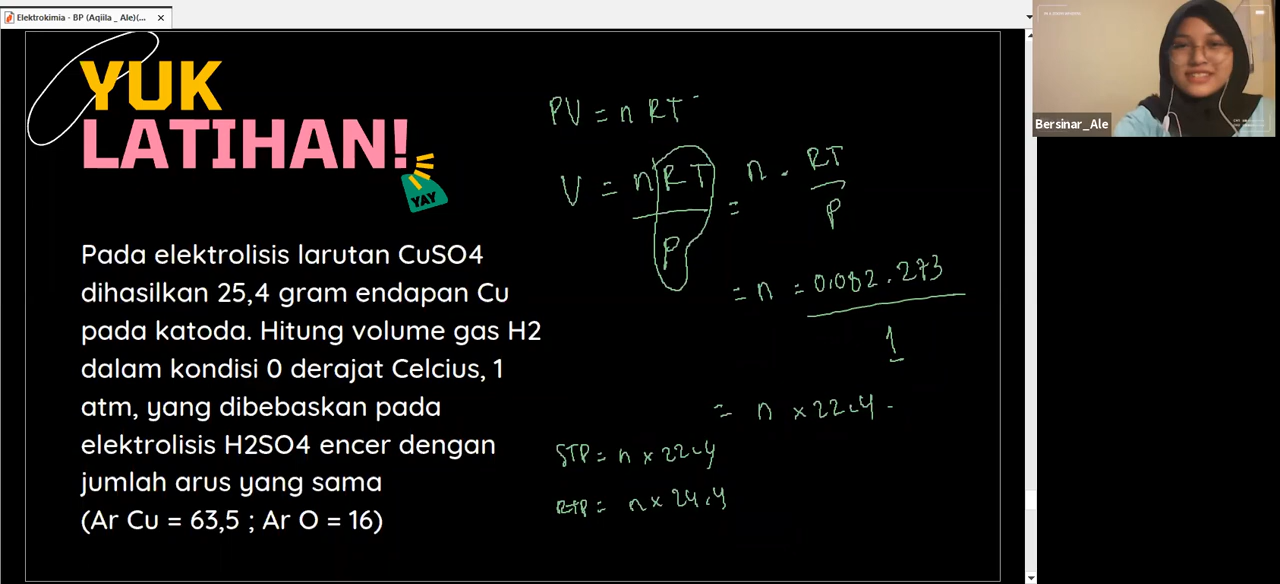 Elektrokimia - BP (Aqiila _ Ale)(...
YUK
LATIHAN!
YAY
Pada elektrolisis larutan CuSO4
dihasilkan 25,4 gram endapan Cu
pada katoda. Hitung volume gas H2
dalam kondisi 0 derajat Celcius, 1
atm, yang dibebaskan pada
elektrolisis H2SO4 encer dengan
jumlah arus yang sama
(Ar Cu = 63,5 ; Ar O = 16)
PV = n RT
V = nRT / P = n . RT / P
= n = 0.082 . 273 / 1
= n x 22.4
STP = n x 22.4
RTP = n x 24.4
Bersinar_Ale